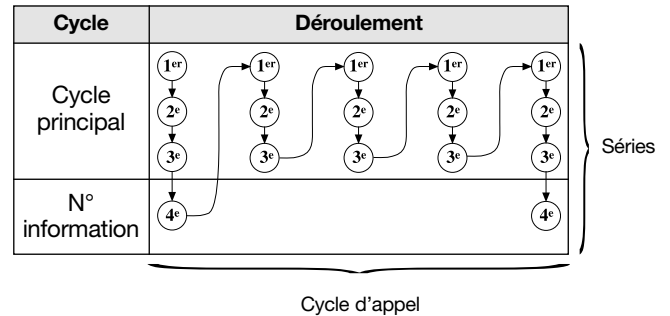 Cycle Déroulement
1er 1er 1er 1er 1er
Cycle principal
2e 2e 2e 2e 2e
3e 3e 3e 3e 3e
Séries
N° information
4e 4e
Cycle d'appel